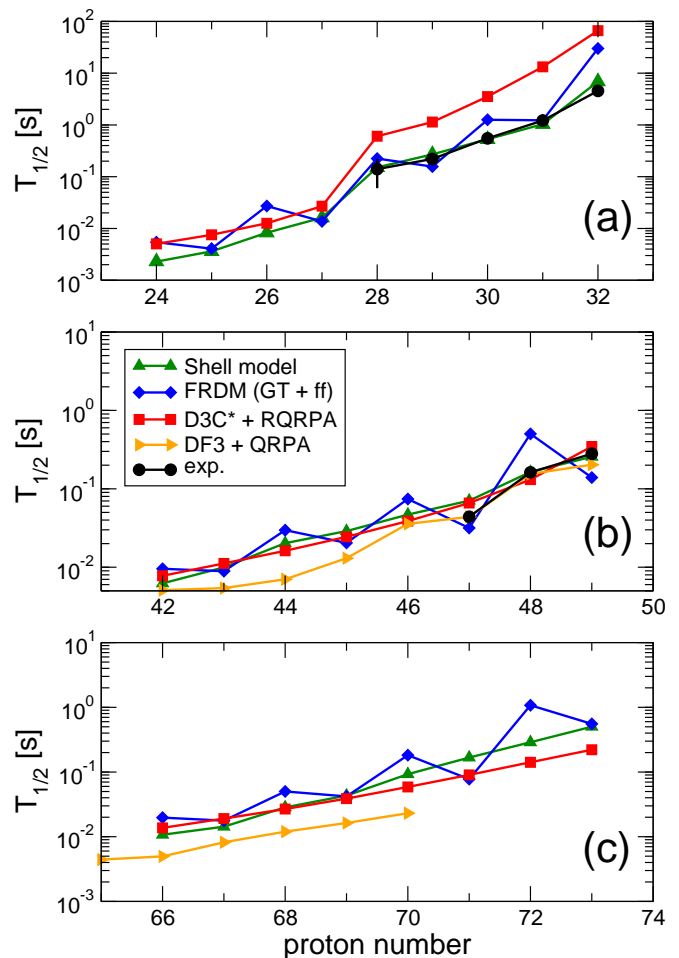 10^2
10^1
10^0
10^-1
10^-2
10^-3
T_1/2 [s]
(a)
24 26 28 30 32
10^1
10^0
10^-1
10^-2
T_1/2 [s]
Shell model
FRDM (GT + ff)
D3C* + RQRPA
DF3 + QRPA
exp.
(b)
42 44 46 48 50
10^1
10^0
10^-1
10^-2
10^-3
T_1/2 [s]
(c)
66 68 70 72 74
proton number